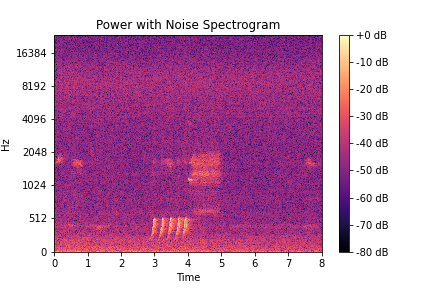 Power with Noise Spectrogram
+0 dB
16384
-10 dB
8192
-20 dB
-30 dB
4096
Hz
-40 dB
2048
-50 dB
1024
-60 dB
512
-70 dB
0
-80 dB
0 1 2 3 4 5 6 7 8
Time